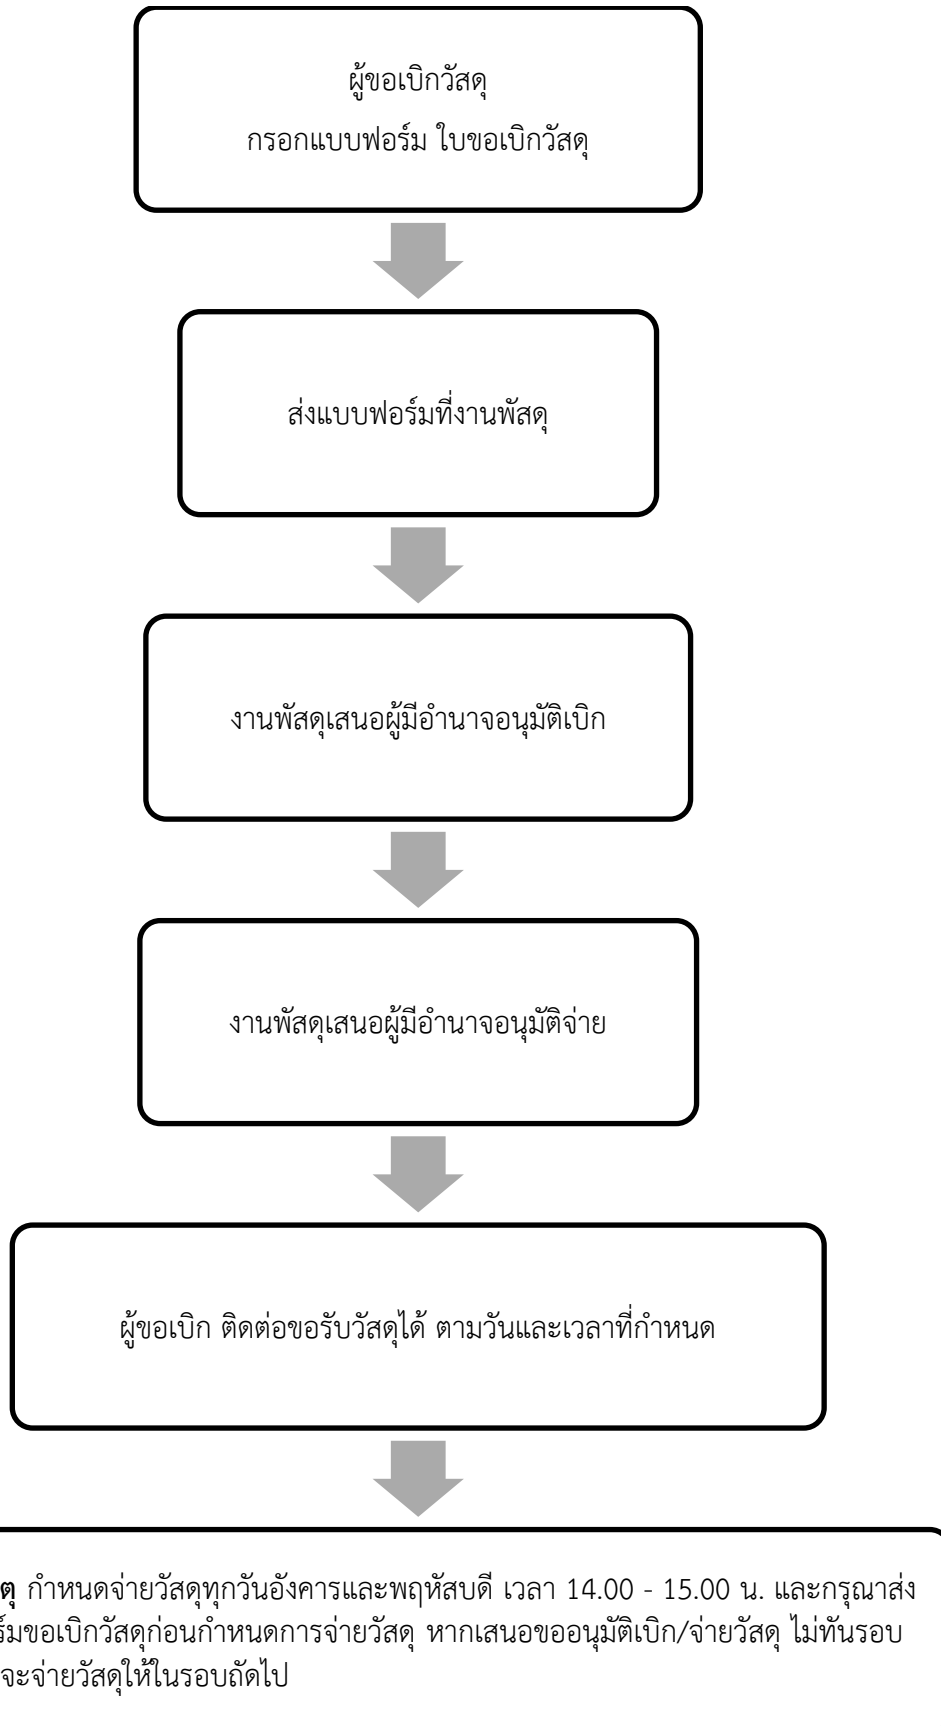 ผู้ขอเบิกวัสดุ
กรอกแบบฟอร์ม ใบขอเบิกวัสดุ
ส่งแบบฟอร์มที่งานพัสดุ
งานพัสดุเสนอผู้มีอำนาจอนุมัติเบิก
งานพัสดุเสนอผู้มีอำนาจอนุมัติจ่าย
ผู้ขอเบิก ติดต่อขอรับวัสดุได้ ตามวันและเวลาที่กำหนด
กำหนดจ่ายวัสดุทุกวันอังคารและพฤหัสบดี เวลา 14.00 - 15.00 น. และกรุณาส่ง
ขอเบิกวัสดุก่อนกำหนดการจ่ายวัสดุ หากเสนอขออนุมัติเบิก/จ่ายวัสดุ ไม่ทันรอบ
จะจ่ายวัสดุให้ในรอบถัดไป